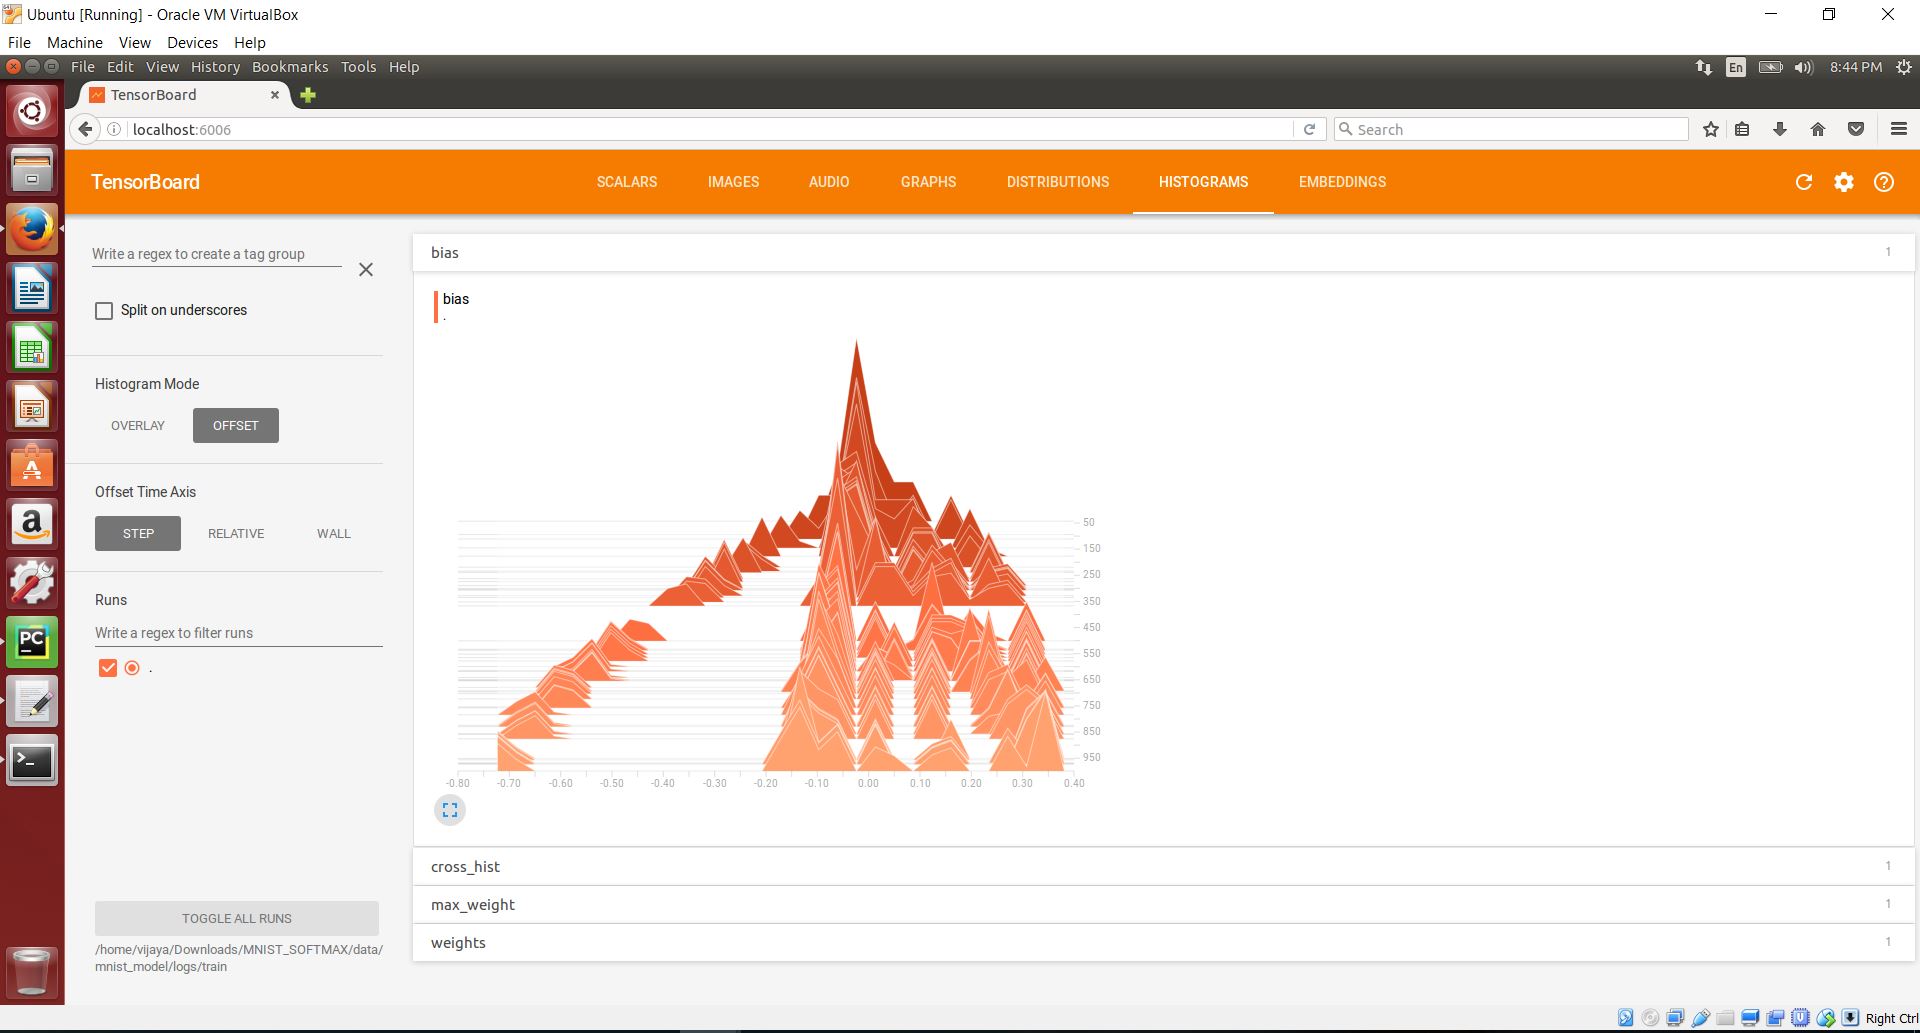 Ubuntu [Running] - Oracle VM VirtualBox
File Machine View Devices Help
File Edit View History Bookmarks Tools Help
En 8:44 PM
TensorBoard
localhost:6006
Search
TensorBoard SCALARS IMAGES AUDIO GRAPHS DISTRIBUTIONS HISTOGRAMS EMBEDDINGS
Write a regex to create a tag group
Split on underscores
Histogram Mode
OVERLAY OFFSET
Offset Time Axis
STEP RELATIVE WALL
Runs
Write a regex to filter runs
.
TOGGLE ALL RUNS
/home/vijaya/Downloads/MNIST_SOFTMAX/data/
mnist_model/logs/train
bias 1
bias
.
50
150
250
350
450
550
650
750
850
950
-0.80 -0.70 -0.60 -0.50 -0.40 -0.30 -0.20 -0.10 0.00 0.10 0.20 0.30 0.40
cross_hist 1
max_weight 1
weights 1
PC
Right Ctrl